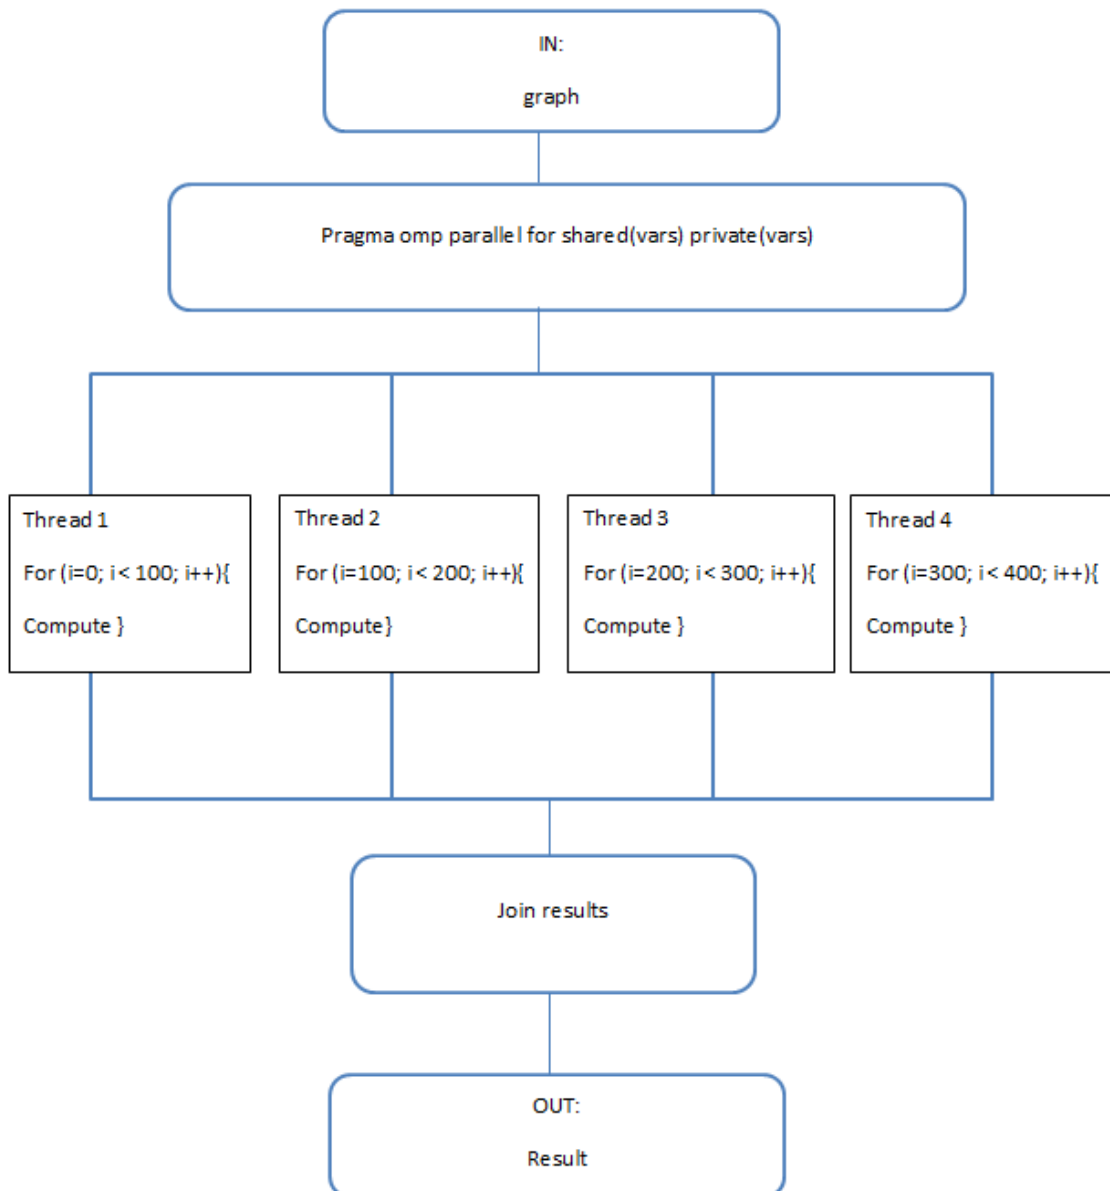 IN:
graph
Pragma omp parallel for shared(vars) private(vars)
Thread 1
For (i=0; i < 100; i++){
Compute }
Thread 2
For (i=100; i < 200; i++){
Compute}
Thread 3
For (i=200; i < 300; i++){
Compute }
Thread 4
For (i=300; i < 400; i++){
Compute }
Join results
OUT:
Result